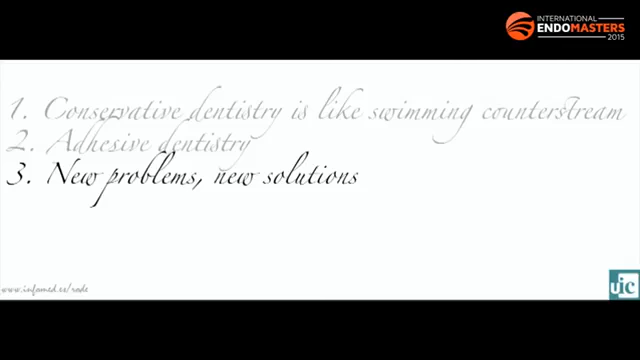 INTERNATIONAL
ENDOMASTERS
2015
1. Conservative dentistry is like swimming counterstream
2. Adhesive dentistry
3. New problems, new solutions
www.infomed.es/rode
uic